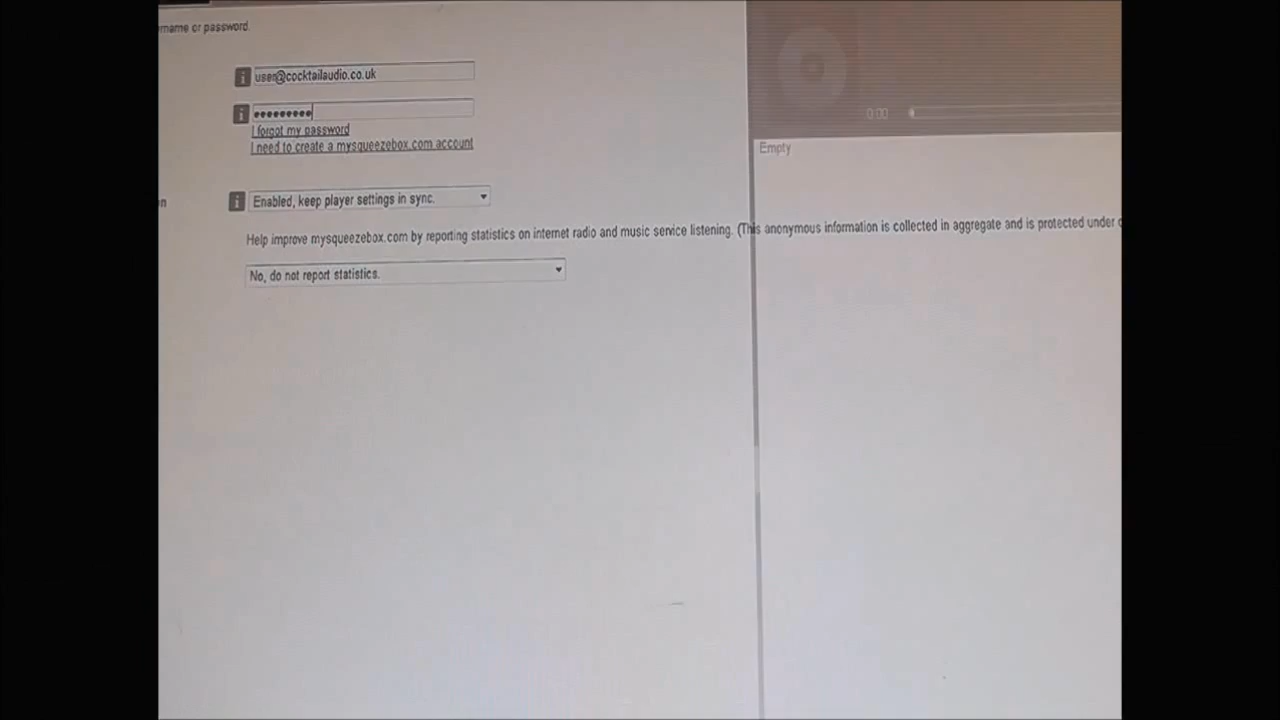 name or password.
user@cocktailaudio.co.uk
I forgot my password
I need to create a mysqueezebox.com account
Enabled, keep player settings in sync.
Help improve mysqueezebox.com by reporting statistics on internet radio and music service listening. (This anonymous information is collected in aggregate and is protected under
No, do not report statistics.
0:00
Empty